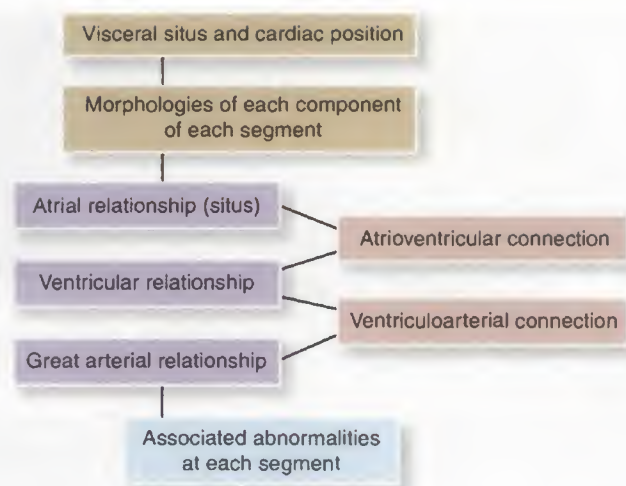 Visceral situs and cardiac position
Morphologies of each component
of each segment
Atrial relationship (situs)
Atrioventricular connection
Ventricular relationship
Ventriculoarterial connection
Great arterial relationship
Associated abnormalities
at each segment